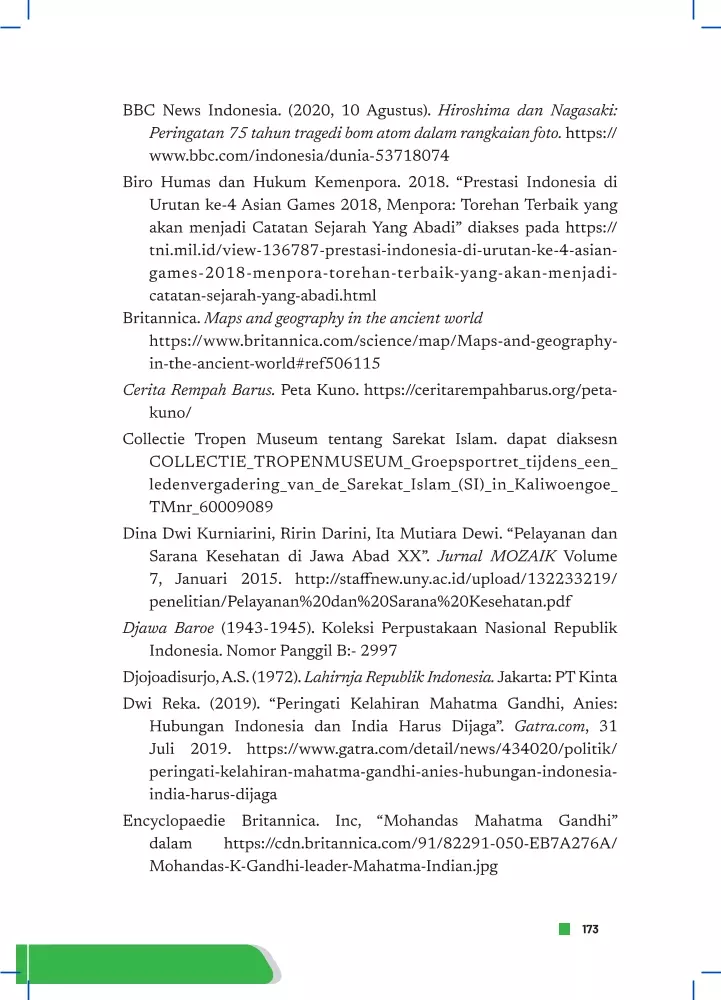 BBC News Indonesia. (2020, 10 Agustus). Hiroshima dan Nagasaki:
Peringatan 75 tahun tragedi bom atom dalam rangkaian foto. https://
www.bbc.com/indonesia/dunia-53718074
Biro Humas dan Hukum Kemenpora. 2018. “Prestasi Indonesia di
Urutan ke-4 Asian Games 2018, Menpora: Torehan Terbaik yang
akan menjadi Catatan Sejarah Yang Abadi” diakses pada https://
tni.mil.id/view-136787-prestasi-indonesia-di-urutan-ke-4-asian-
games-2018-menpora-torehan-terbaik-yang-akan-menjadi-
catatan-sejarah-yang-abadi.html
Britannica. Maps and geography in the ancient world
https://www.britannica.com/science/map/Maps-and-geography-
in-the-ancient-world#ref506115
Cerita Rempah Barus. Peta Kuno. https://ceritarempahbarus.org/peta-
kuno/
Collectie Tropen Museum tentang Sarekat Islam. dapat diaksesn
COLLECTIE_TROPENMUSEUM_Groepsportret_tijdens_een_
ledenvergadering_van_de_Sarekat_Islam_(SI)_in_Kaliwoengoe_
TMnr_60009089
Dina Dwi Kurniarini, Ririn Darini, Ita Mutiara Dewi. “Pelayanan dan
Sarana Kesehatan di Jawa Abad XX”. Jurnal MOZAIK Volume
7, Januari 2015. http://staffnew.uny.ac.id/upload/132233219/
penelitian/Pelayanan%20dan%20Sarana%20Kesehatan.pdf
Djawa Baroe (1943-1945). Koleksi Perpustakaan Nasional Republik
Indonesia. Nomor Panggil B:- 2997
Djojoadisurjo, A.S. (1972). Lahirnja Republik Indonesia. Jakarta: PT Kinta
Dwi Reka. (2019). “Peringati Kelahiran Mahatma Gandhi, Anies:
Hubungan Indonesia dan India Harus Dijaga”. Gatra.com, 31
Juli 2019. https://www.gatra.com/detail/news/434020/politik/
peringati-kelahiran-mahatma-gandhi-anies-hubungan-indonesia-
india-harus-dijaga
Encyclopaedie Britannica. Inc, “Mohandas Mahatma Gandhi”
dalam https://cdn.britannica.com/91/82291-050-EB7A276A/
Mohandas-K-Gandhi-leader-Mahatma-Indian.jpg
173